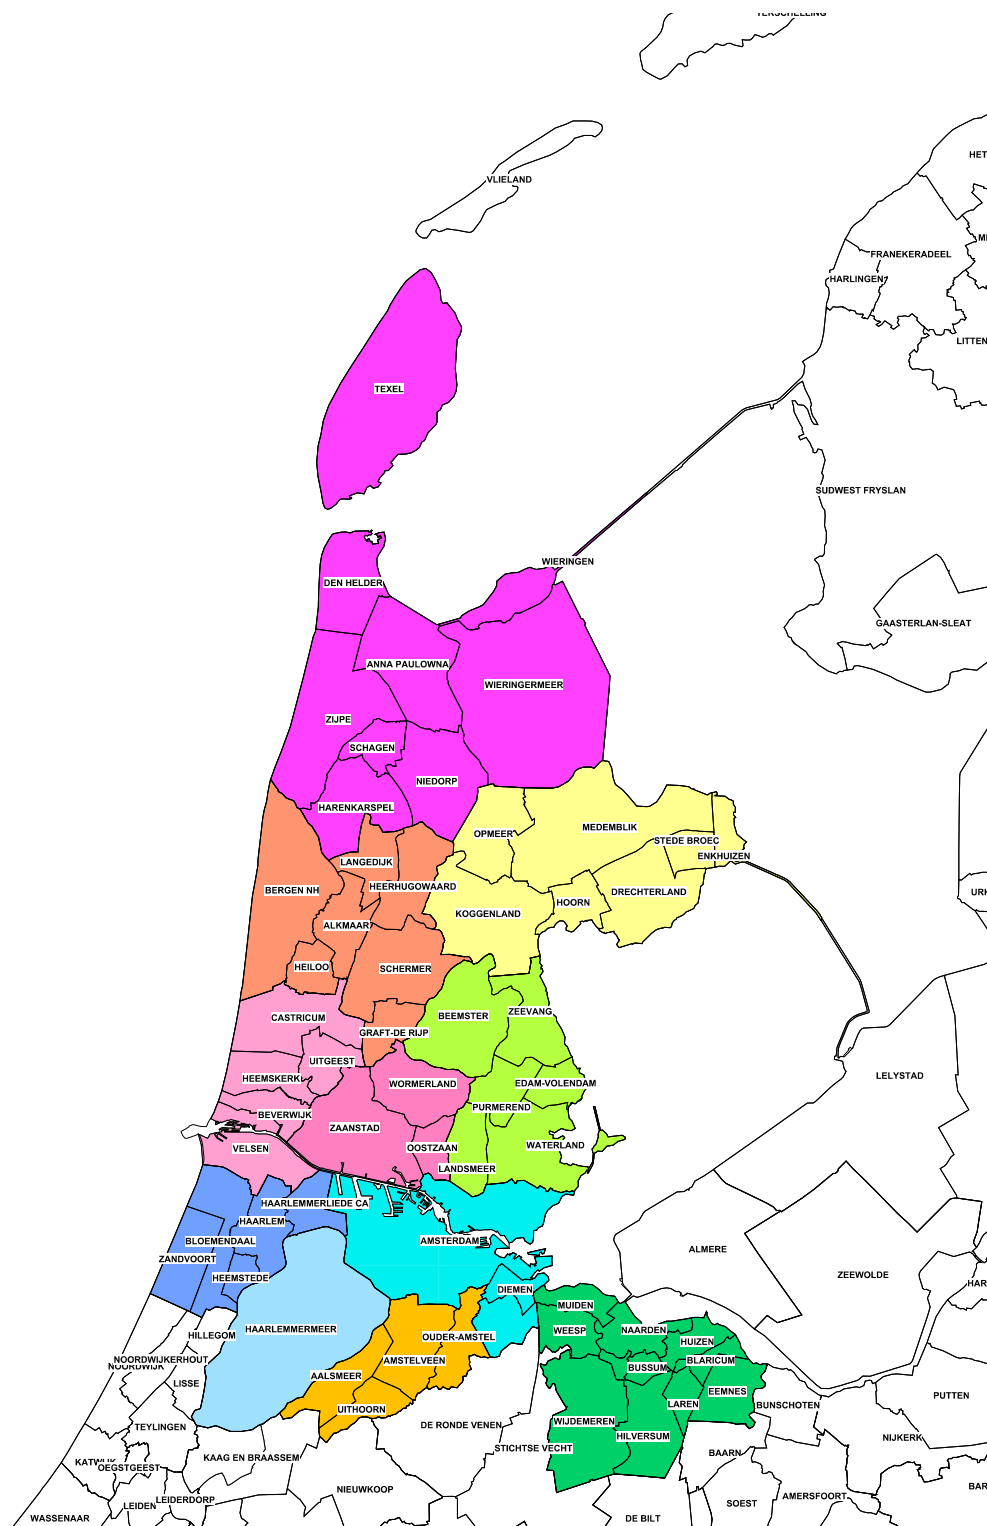 TERSCHELLING
HET
VLIELAND
FRANEKERADEEL
HARLINGEN
LITTEN
TEXEL
SUDWEST FRYSLAN
WIERINGEN
DEN HELDER
GAASTERLAN-SLEAT
ANNA PAULOWNA
WIERINGERMEER
ZIJPE
SCHAGEN
NIEDORP
HARENKARSPEL
MEDEMBLIK
OPMEER
STEDE BROEC
ENKHUIZEN
LANGEDIJK
HEERHUGOWAARD
BERGEN NH
DRECHTERLAND
URK
HOORN
KOGGENLAND
ALKMAAR
HEILOO
SCHERMER
ZEEVANG
BEEMSTER
CASTRICUM
GRAFT-DE RIJP
UITGEEST
LELYSTAD
HEEMSKERK
WORMERLAND
EDAM-VOLENDAM
PURMEREND
BEVERWIJK
ZAANSTAD
WATERLAND
VELSEN
OOSTZAAN
LANDSMEER
HAARLEMMERLIEDE CA
HAARLEM
BLOEMENDAAL
AMSTERDAM
ALMERE
ZANDVOORT
HEEMSTEDE
ZEEWOLDE
HAR
DIEMEN
MUIDEN
HAARLEMMERMEER
WEESP
NAARDEN
HILLEGOM
OUDER-AMSTEL
HUIZEN
NOORDWIJKERHOUT
NOORDWIJK
AMSTELVEEN
BLARICUM
BUSSUM
AALSMEER
LISSE
EEMNES
PUTTEN
LAREN
BUNSCHOTEN
UITHOORN
WIJDEMEREN
DE RONDE VENEN
TEYLINGEN
HILVERSUM
NIJKERK
STICHTSE VECHT
BAARN
KAAG EN BRAASSEM
KATWIJK
OEGSTGEEST
BAR
NIEUWKOOP
AMERSFOORT
LEIDERDORP
SOEST
LEIDEN
WASSENAAR
DE BILT